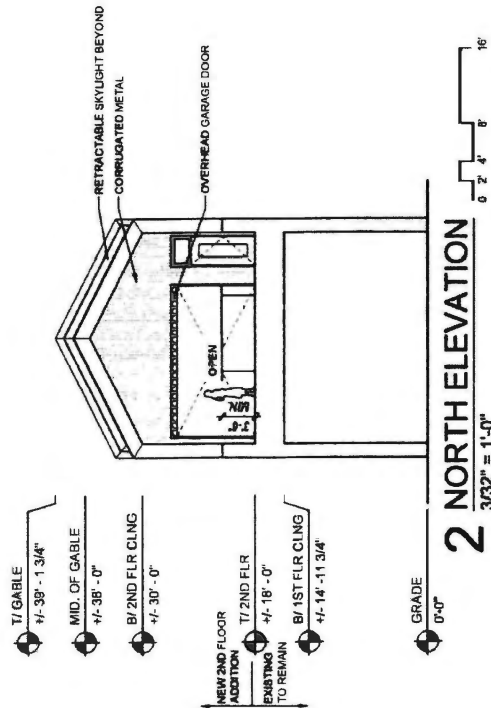 RETRACTABLE SKYLIGHT BEYOND
CORRUGATED METAL
OVERHEAD GARAGE DOOR
OPEN
3'-6"
MIN.
T/ GABLE
+/- 39' - 1 3/4"
MID. OF GABLE
+/- 38' - 0"
B/ 2ND FLR CLNG
+/- 30' - 0"
T/ 2ND FLR
+/- 18' - 0"
B/ 1ST FLR CLNG
+/- 14' -11 3/4"
GRADE
0'-0"
NEW 2ND FLOOR
ADDITION
EXISTING
TO REMAIN
2 NORTH ELEVATION
3/32" = 1'-0"
0 2' 4' 8' 16'